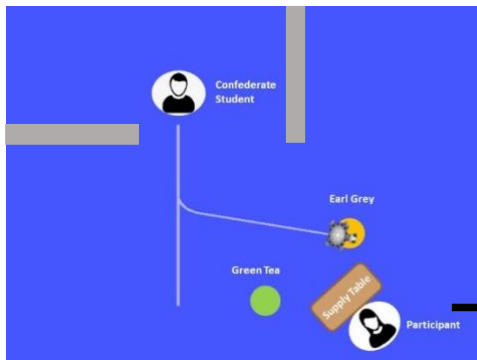 Confederate
Student
Earl Grey
Green Tea
Supply Table
Participant